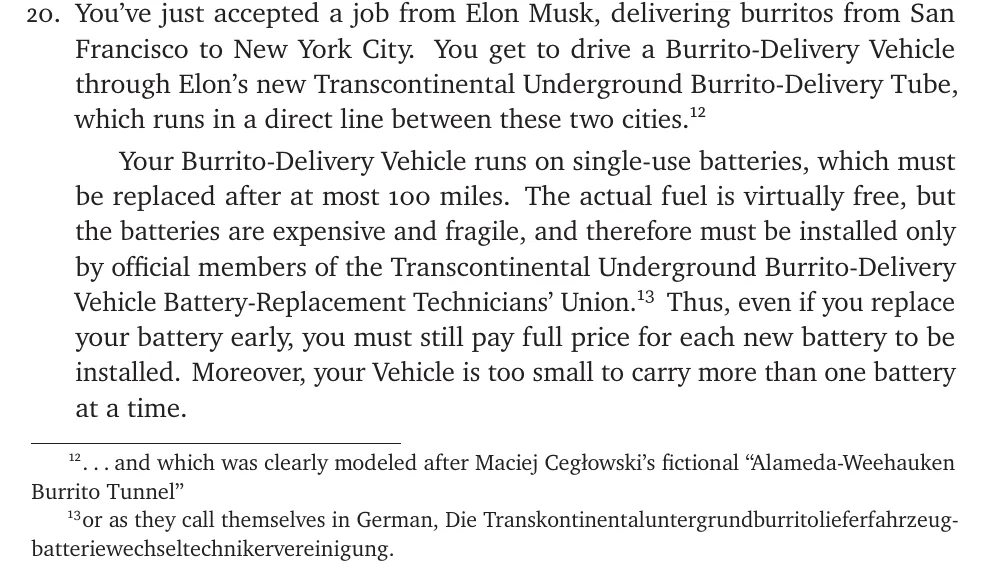 20. You’ve just accepted a job from Elon Musk, delivering burritos from San
Francisco to New York City. You get to drive a Burrito-Delivery Vehicle
through Elon’s new Transcontinental Underground Burrito-Delivery Tube,
which runs in a direct line between these two cities.¹²
Your Burrito-Delivery Vehicle runs on single-use batteries, which must
be replaced after at most 100 miles. The actual fuel is virtually free, but
the batteries are expensive and fragile, and therefore must be installed only
by official members of the Transcontinental Underground Burrito-Delivery
Vehicle Battery-Replacement Technicians’ Union.¹³ Thus, even if you replace
your battery early, you must still pay full price for each new battery to be
installed. Moreover, your Vehicle is too small to carry more than one battery
at a time.
¹². . . and which was clearly modeled after Maciej Cegłowski’s fictional “Alameda-Weehauken
Burrito Tunnel”
¹³or as they call themselves in German, Die Transkontinentaluntergrundburritolieferfahrzeug-
batteriewechseltechnikervereinigung.